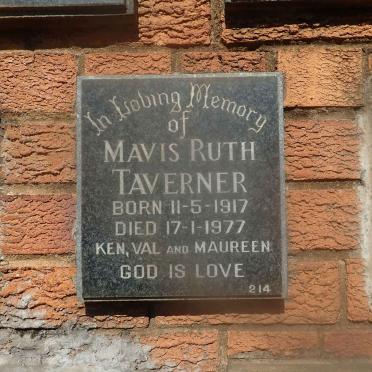 In Loving Memory
of
MAVIS RUTH
TAVERNER
BORN 11-5-1917
DIED 17-1-1977
KEN, VAL AND MAUREEN
GOD IS LOVE
214